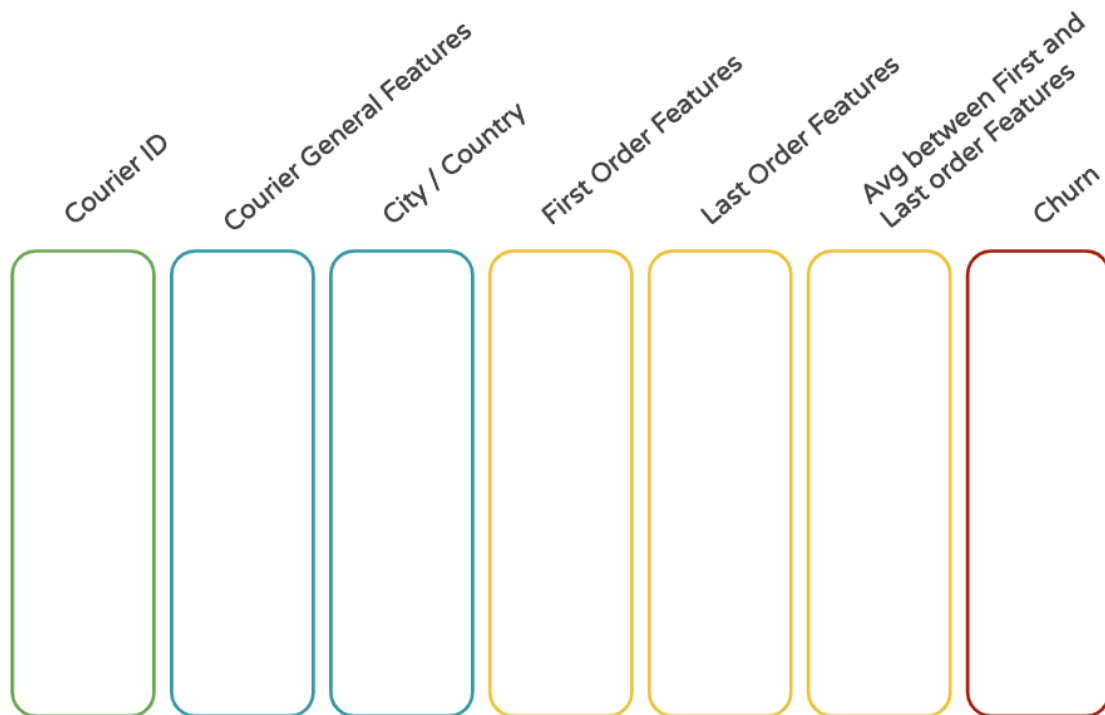 Courier ID
Courier General Features
City / Country
First Order Features
Last Order Features
Avg between First and
Last order Features
Churn